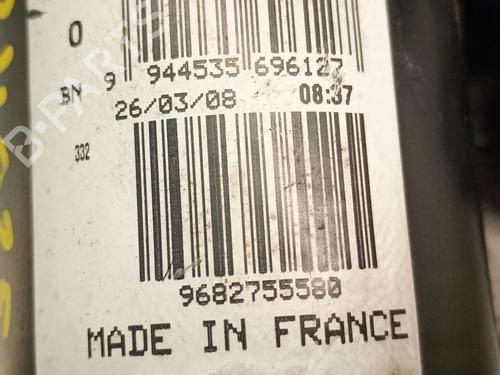 0
BN 9 944535 696127
26/03/08 08:37
332
9682755580
MADE IN FRANCE
B-PARTS